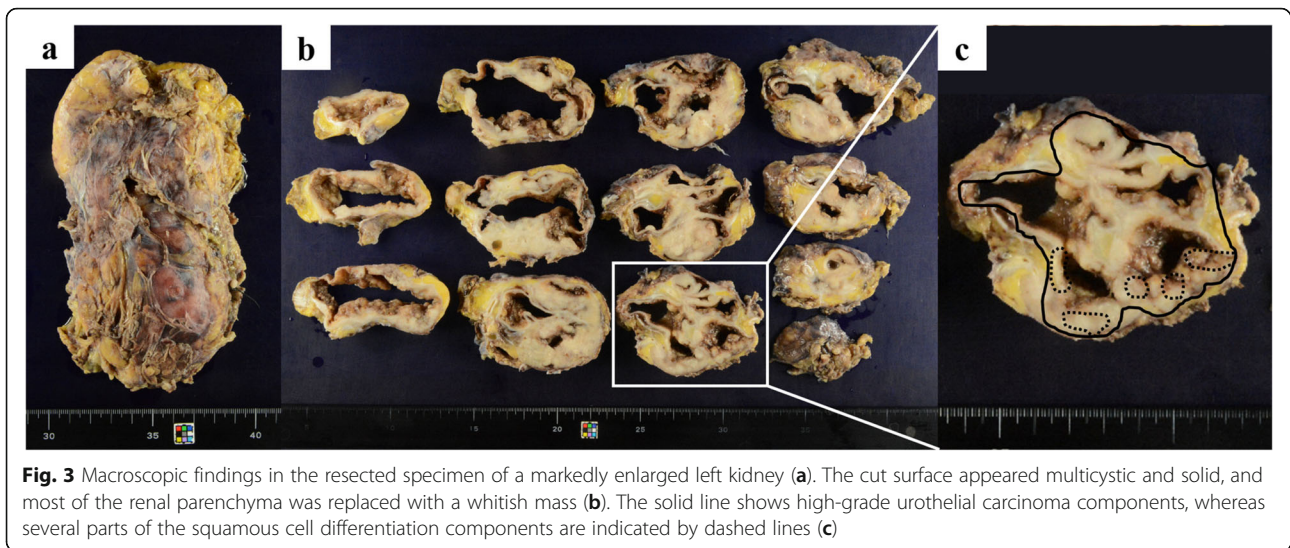 a
b
c
30 35 40
15 20 25 30
Fig. 3 Macroscopic findings in the resected specimen of a markedly enlarged left kidney (a). The cut surface appeared multicystic and solid, and
most of the renal parenchyma was replaced with a whitish mass (b). The solid line shows high-grade urothelial carcinoma components, whereas
several parts of the squamous cell differentiation components are indicated by dashed lines (c)